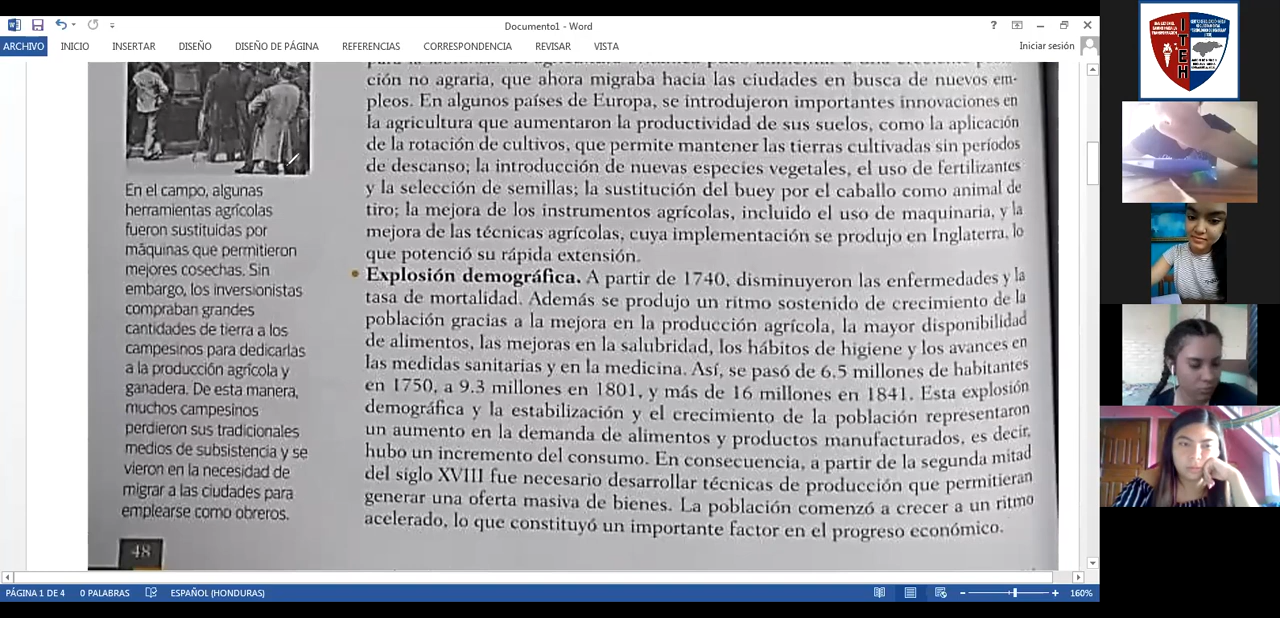 Documento1 - Word
ARCHIVO INICIO INSERTAR DISEÑO DISEÑO DE PÁGINA REFERENCIAS CORRESPONDENCIA REVISAR VISTA Iniciar sesión
En el campo, algunas
herramientas agrícolas
fueron sustituidas por
máquinas que permitieron
mejores cosechas. Sin
embargo, los inversionistas
compraban grandes
cantidades de tierra a los
campesinos para dedicarlas
a la producción agrícola y
ganadera. De esta manera,
muchos campesinos
perdieron sus tradicionales
medios de subsistencia y se
vieron en la necesidad de
migrar a las ciudades para
emplearse como obreros.
48
ción no agraria, que ahora migraba hacia las ciudades en busca de nuevos em-
pleos. En algunos países de Europa, se introdujeron importantes innovaciones en
la agricultura que aumentaron la productividad de sus suelos, como la aplicación
de la rotación de cultivos, que permite mantener las tierras cultivadas sin períodos
de descanso; la introducción de nuevas especies vegetales, el uso de fertilizantes
y la selección de semillas; la sustitución del buey por el caballo como animal de
tiro; la mejora de los instrumentos agrícolas, incluido el uso de maquinaria, y la
mejora de las técnicas agrícolas, cuya implementación se produjo en Inglaterra, lo
que potenció su rápida extensión.
Explosión demográfica. A partir de 1740, disminuyeron las enfermedades y la
tasa de mortalidad. Además se produjo un ritmo sostenido de crecimiento de la
población gracias a la mejora en la producción agrícola, la mayor disponibilidad
de alimentos, las mejoras en la salubridad, los hábitos de higiene y los avances en
las medidas sanitarias y en la medicina. Así, se pasó de 6.5 millones de habitantes
en 1750, a 9.3 millones en 1801, y más de 16 millones en 1841. Esta explosión
demográfica y la estabilización y el crecimiento de la población representaron
un aumento en la demanda de alimentos y productos manufacturados, es decir,
hubo un incremento del consumo. En consecuencia, a partir de la segunda mitad
del siglo XVIII fue necesario desarrollar técnicas de producción que permitieran
generar una oferta masiva de bienes. La población comenzó a crecer a un ritmo
acelerado, lo que constituyó un importante factor en el progreso económico.
PÁGINA 1 DE 4 0 PALABRAS ESPAÑOL (HONDURAS) 160%
ITEH